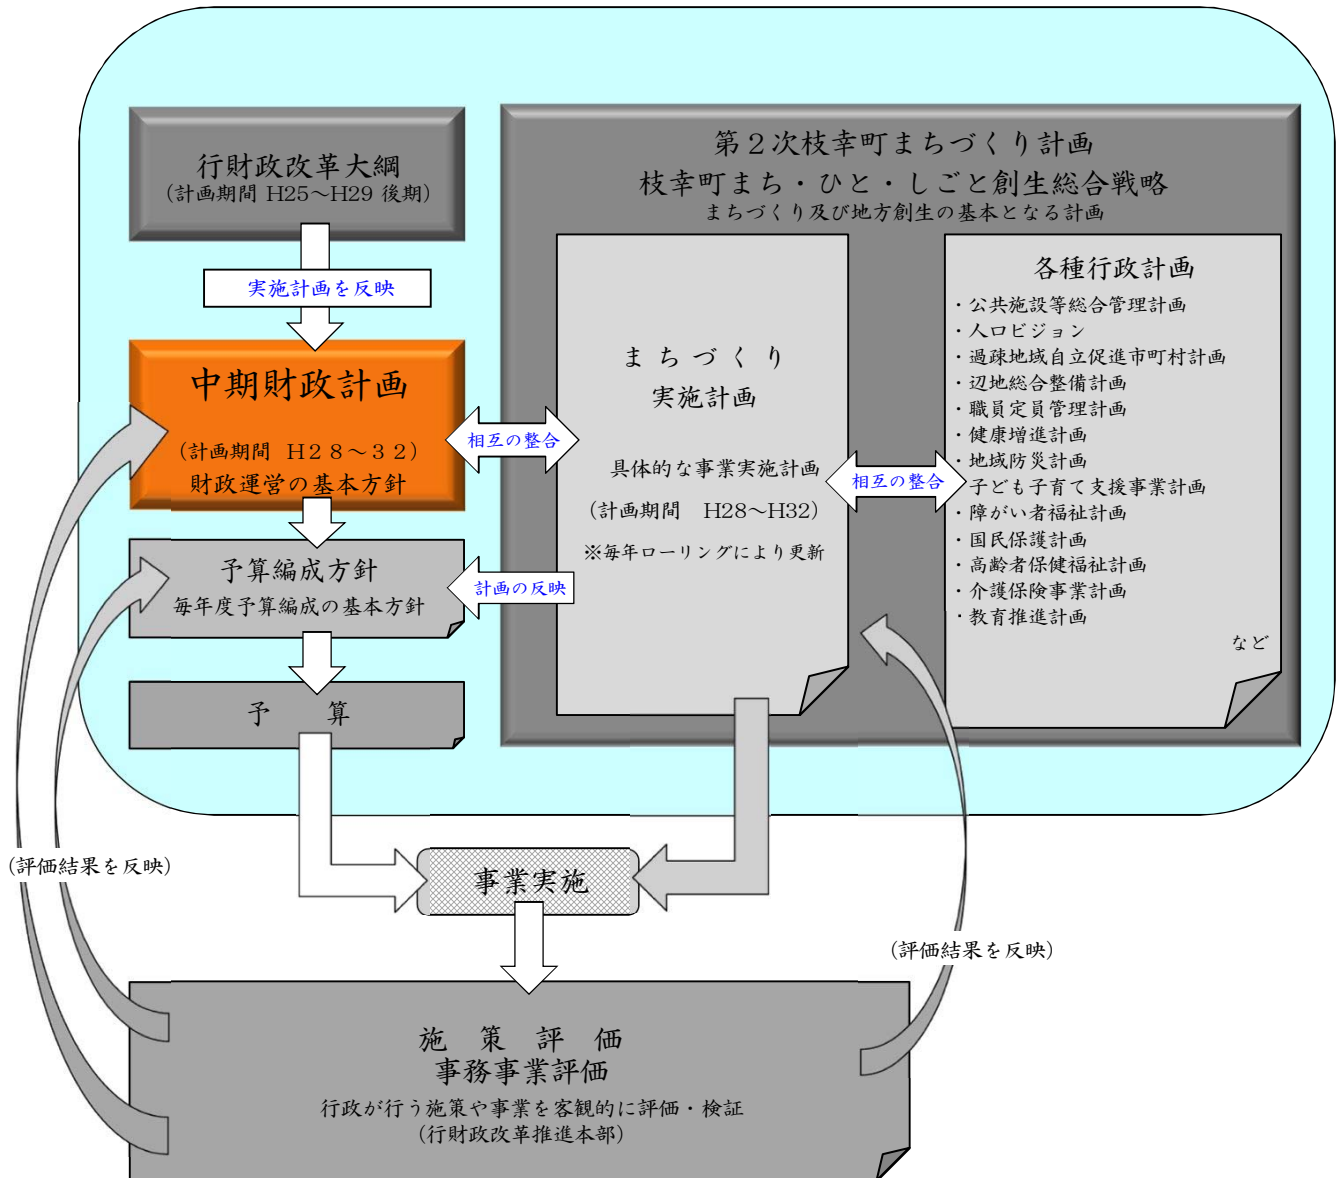 行財政改革大綱
(計画期間 H25～H29 後期)
実施計画を反映
中期財政計画
(計画期間 H28～32)
財政運営の基本方針
予算編成方針
毎年度予算編成の基本方針
予　算
第2次枝幸町まちづくり計画
枝幸町まち・ひと・しごと創生総合戦略
まちづくり及び地方創生の基本となる計画
まちづくり
実施計画
具体的な事業実施計画
(計画期間　H28～H32)
※毎年ローリングにより更新
相互の整合
計画の反映
相互の整合
各種行政計画
・公共施設等総合管理計画
・人口ビジョン
・過疎地域自立促進市町村計画
・辺地総合整備計画
・職員定員管理計画
・健康増進計画
・地域防災計画
・子ども子育て支援事業計画
・障がい者福祉計画
・国民保護計画
・高齢者保健福祉計画
・介護保険事業計画
・教育推進計画
など
(評価結果を反映)
事業実施
(評価結果を反映)
施　策　評　価
事務事業評価
行政が行う施策や事業を客観的に評価・検証
(行財政改革推進本部)